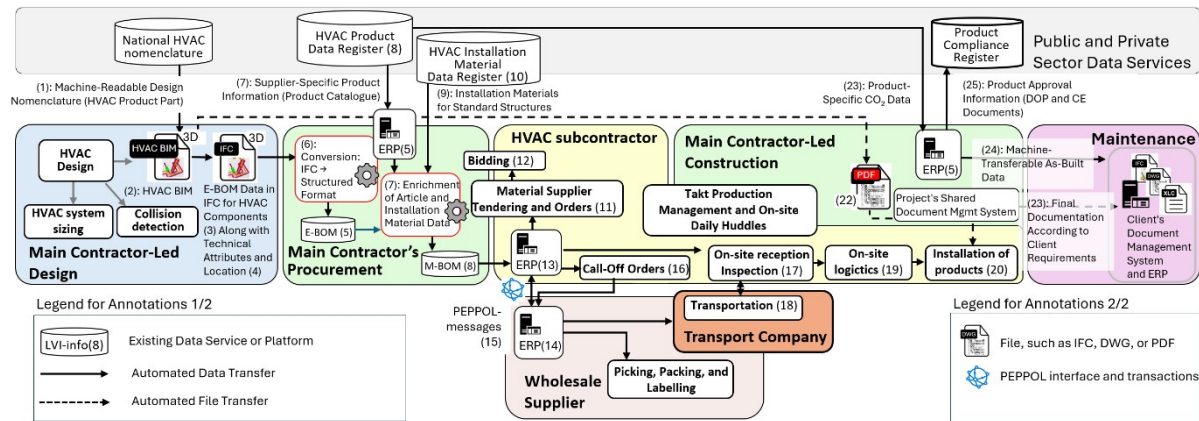 National HVAC
nomenclature
HVAC Product
Data Register (8)
HVAC Installation
Material
Data Register (10)
Product
Compliance
Register
Public and Private
Sector Data Services
(1): Machine-Readable Design
Nomenclature (HVAC Product Part)
(7): Supplier-Specific Product
Information (Product Catalogue)
(9): Installation Materials
for Standard Structures
(23): Product-
Specific CO₂ Data
(25): Product Approval
Information (DOP and CE
Documents)
HVAC
Design
3D
HVAC BIM
3D
IFC
(2): HVAC BIM
HVAC system
sizing
Collision
detection
E-BOM Data in
IFC for HVAC
Components
(3) Along with
Technical
Attributes and
Location (4)
Main Contractor-Led
Design
(6):
Conversion:
IFC →
Structured
Format
ERP(5)
(7): Enrichment
of Article and
Installation
Material Data
E-BOM (5)
M-BOM (8)
Main Contractor's
Procurement
HVAC subcontractor
Bidding (12)
Material Supplier
Tendering and Orders (11)
ERP(13)
Call-Off Orders (16)
Main Contractor-Led
Construction
Takt Production
Management and On-site
Daily Huddles
PDF
(22)
ERP(5)
Project's Shared
Document Mgmt System
On-site reception
Inspection (17)
On-site
logictics (19)
Installation of
products (20)
Maintenance
(24): Machine-
Transferable As-Built
Data
(23): Final
Documentation
According to
Client
Requirements
IFC
DWG
XLC
Client's
Document
Management
System
and ERP
PEPPOL-
messages
(15)
ERP(14)
Transportation (18)
Transport Company
Picking, Packing, and
Labelling
Wholesale
Supplier
Legend for Annotations 1/2
LVI-info(8)
Existing Data Service or Platform
Automated Data Transfer
Automated File Transfer
Legend for Annotations 2/2
DWG
File, such as IFC, DWG, or PDF
PEPPOL interface and transactions